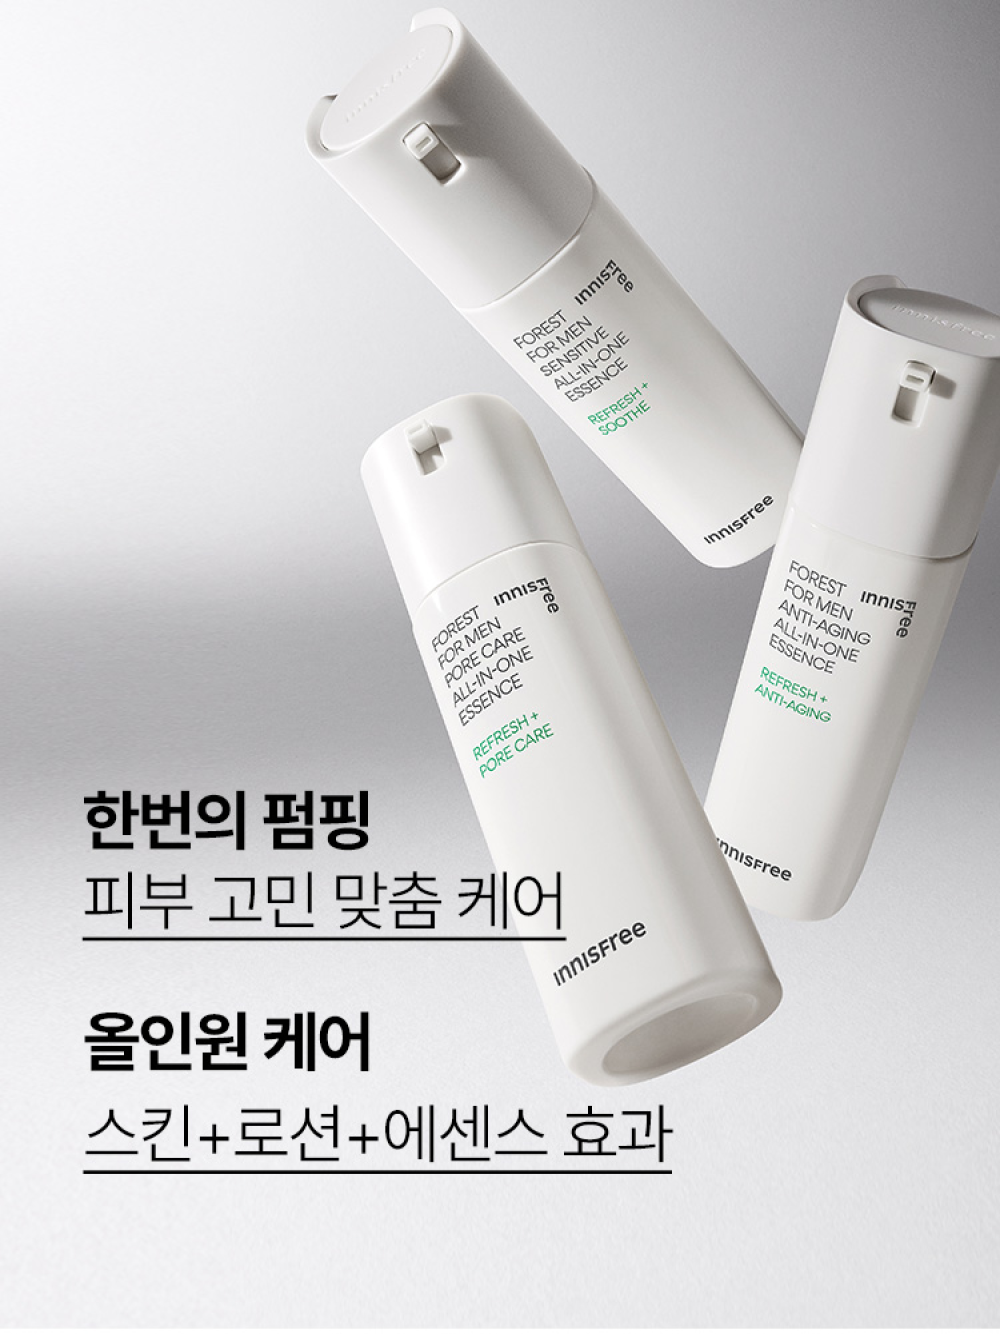 innisfree
FOREST
FOR MEN
SENSITIVE
ALL-IN-ONE
ESSENCE
innisFree
REFRESH +
SOOTHE
innisFree
innisfree
FOREST
FOR MEN
ANTI-AGING
ALL-IN-ONE
ESSENCE
innisFree
REFRESH +
ANTI-AGING
innisFree
FOREST
FOR MEN
PORE CARE
ALL-IN-ONE
ESSENCE
innisFree
REFRESH +
PORE CARE
innisFree
한번의 펌핑
피부 고민 맞춤 케어
올인원 케어
스킨+로션+에센스 효과